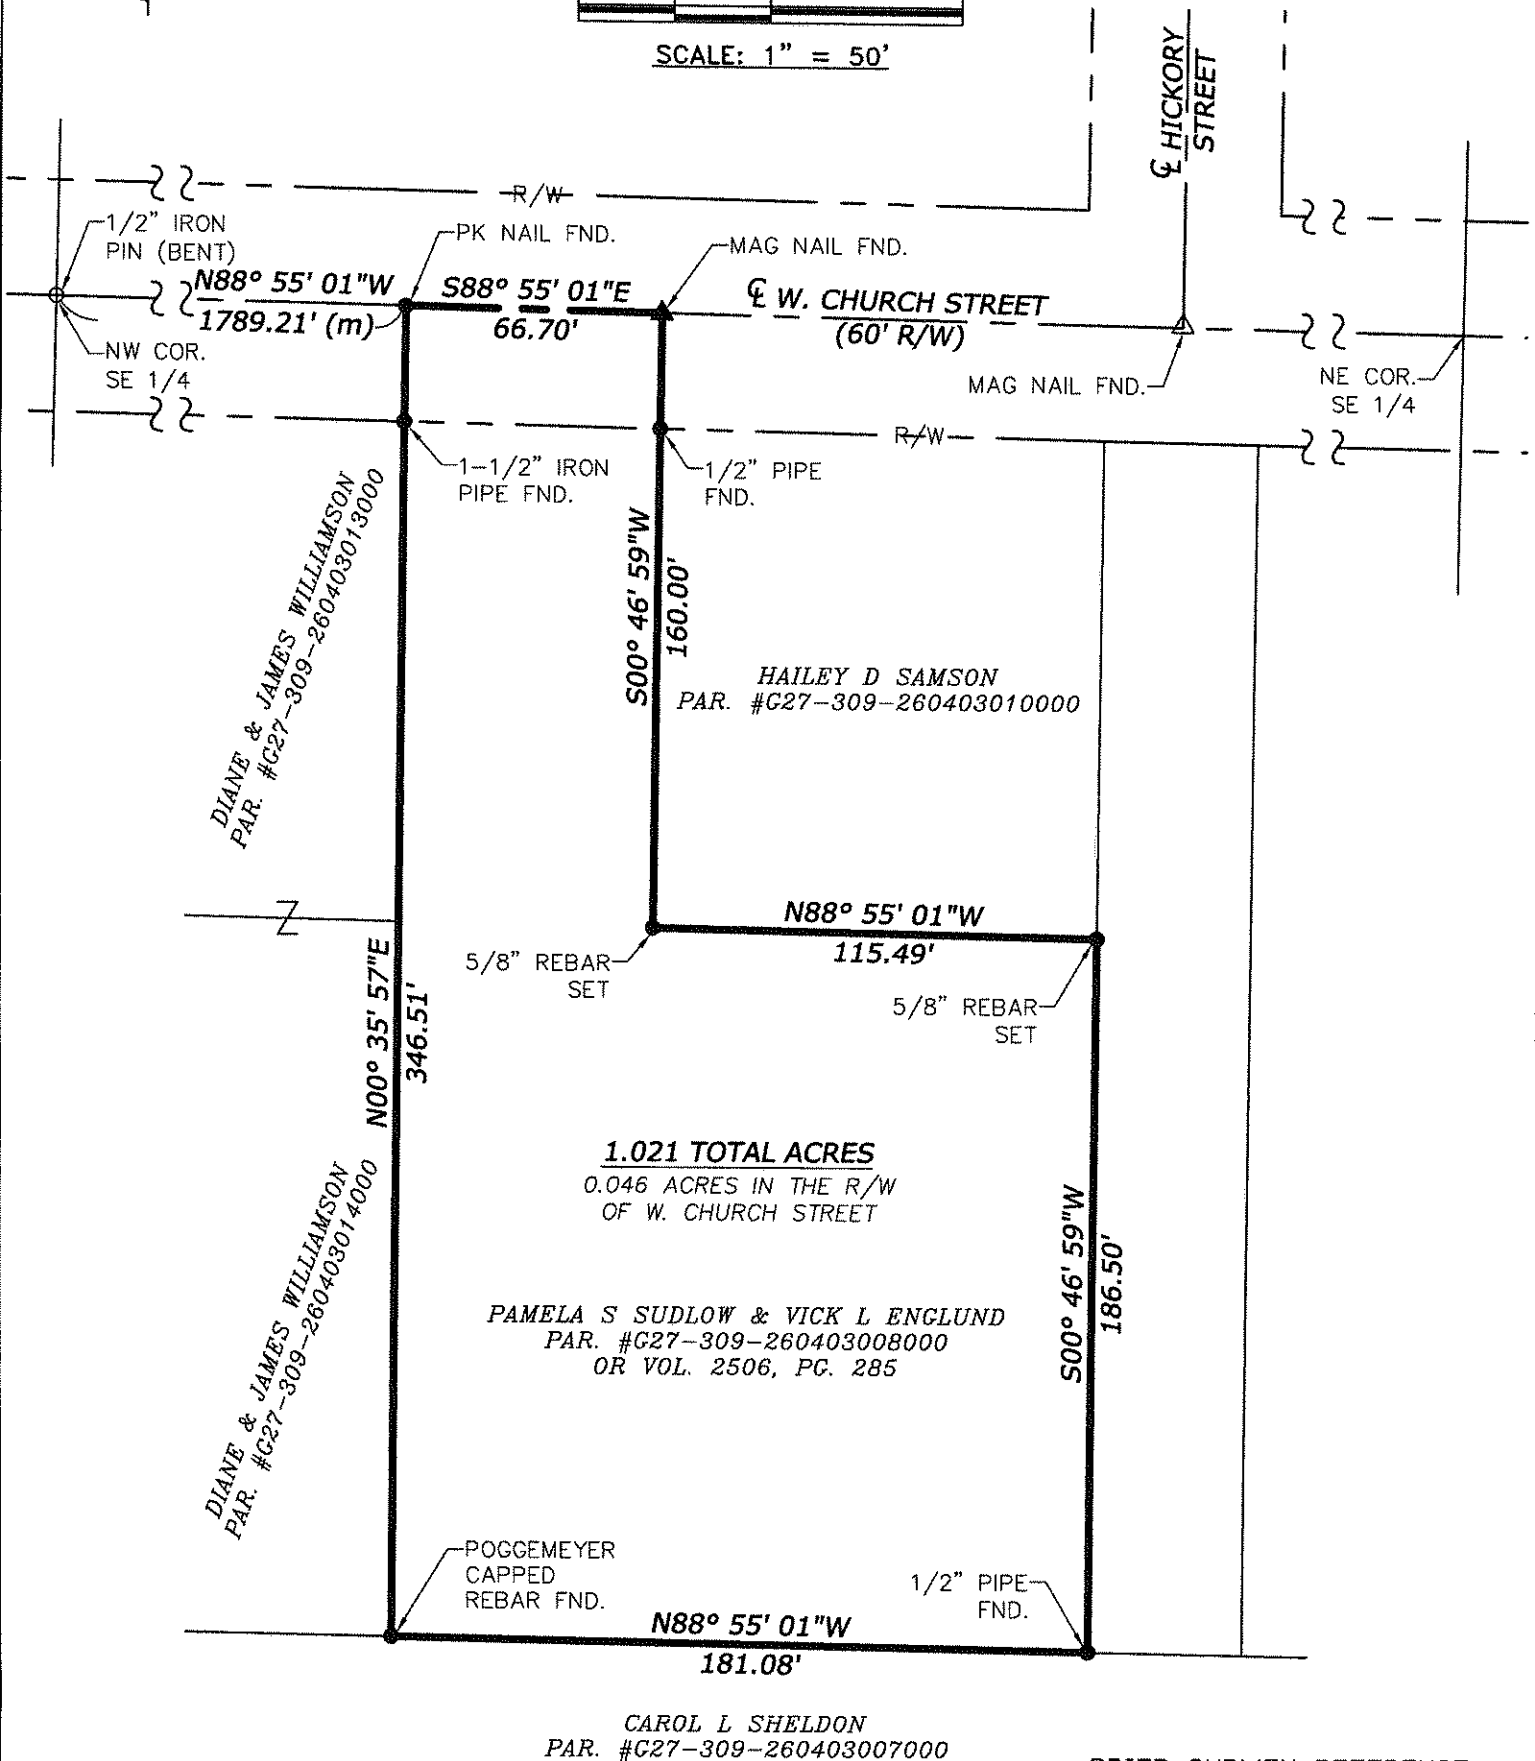 SCALE: 1” = 50’
℄ HICKORY
STREET
R/W
1/2” IRON
PIN (BENT)
PK NAIL FND.
MAG NAIL FND.
N88° 55' 01"W
1789.21' (m)
S88° 55' 01"E
66.70'
℄ W. CHURCH STREET
(60' R/W)
NW COR.
SE 1/4
MAG NAIL FND.
NE COR.
SE 1/4
R/W
1-1/2” IRON
PIPE FND.
1/2” PIPE
FND.
DIANE & JAMES WILLIAMSON
PAR. #G27-309-260403013000
S00° 46' 59"W
160.00'
HAILEY D SAMSON
PAR. #G27-309-260403010000
N88° 55' 01"W
115.49'
5/8” REBAR
SET
5/8” REBAR
SET
N00° 35' 57"E
346.51'
1.021 TOTAL ACRES
0.046 ACRES IN THE R/W
OF W. CHURCH STREET
DIANE & JAMES WILLIAMSON
PAR. #G27-309-260403014000
S00° 46' 59"W
186.50'
PAMELA S SUDLOW & VICK L ENGLUND
PAR. #G27-309-260403008000
OR VOL. 2506, PG. 285
POGGEMEYER
CAPPED
REBAR FND.
1/2” PIPE
FND.
N88° 55' 01"W
181.08'
CAROL L SHELDON
PAR. #G27-309-260403007000